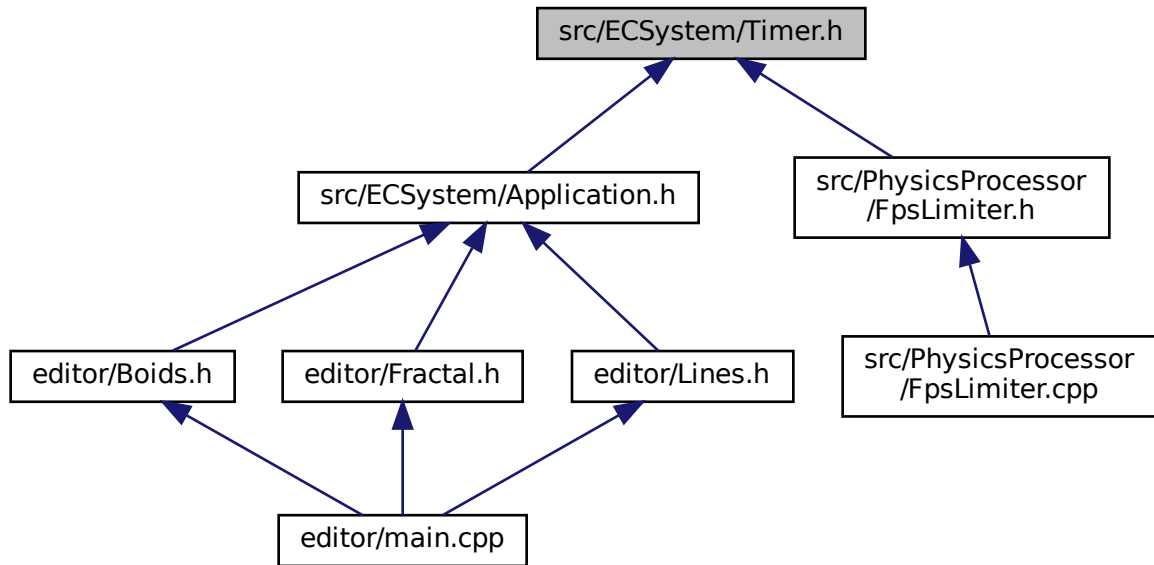 src/ECSystem/Timer.h
src/ECSystem/Application.h
src/PhysicsProcessor
/FpsLimiter.h
editor/Boids.h
editor/Fractal.h
editor/Lines.h
src/PhysicsProcessor
/FpsLimiter.cpp
editor/main.cpp